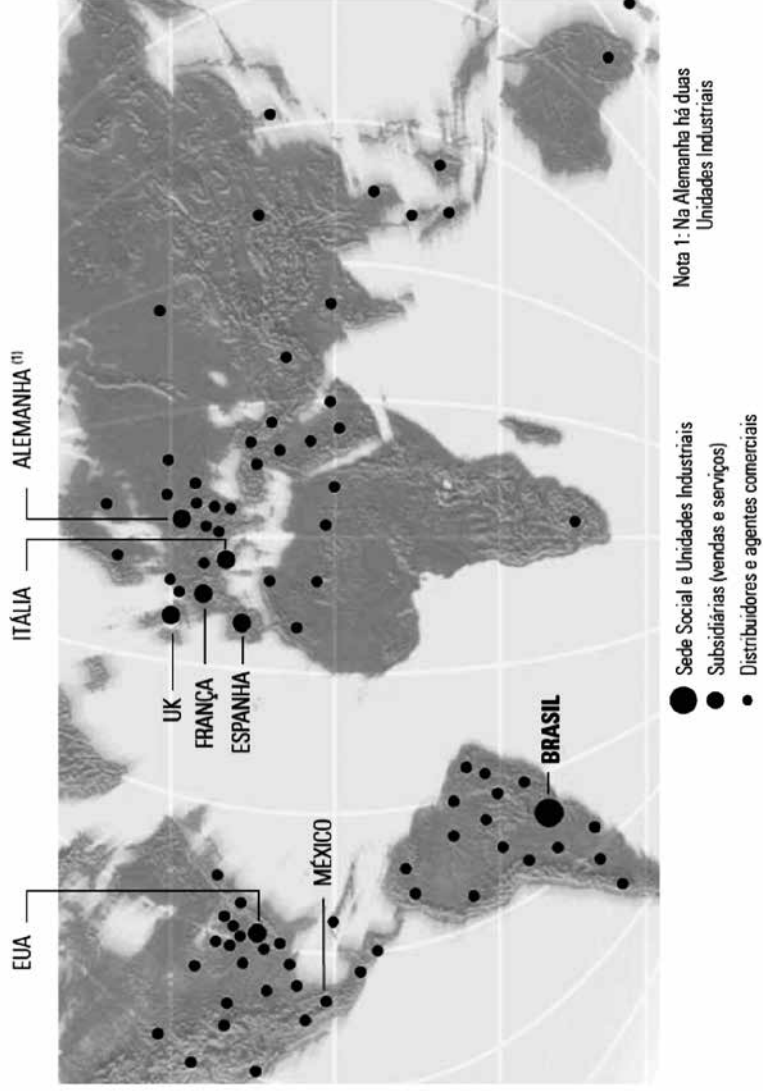 EUA
ITÁLIA
ALEMANHA (1)
UK
FRANÇA
ESPANHA
MÉXICO
BRASIL
Sede Social e Unidades Industriais
Subsidiárias (vendas e serviços)
Distribuidores e agentes comerciais
Nota 1: Na Alemanha há duas
Unidades Industriais